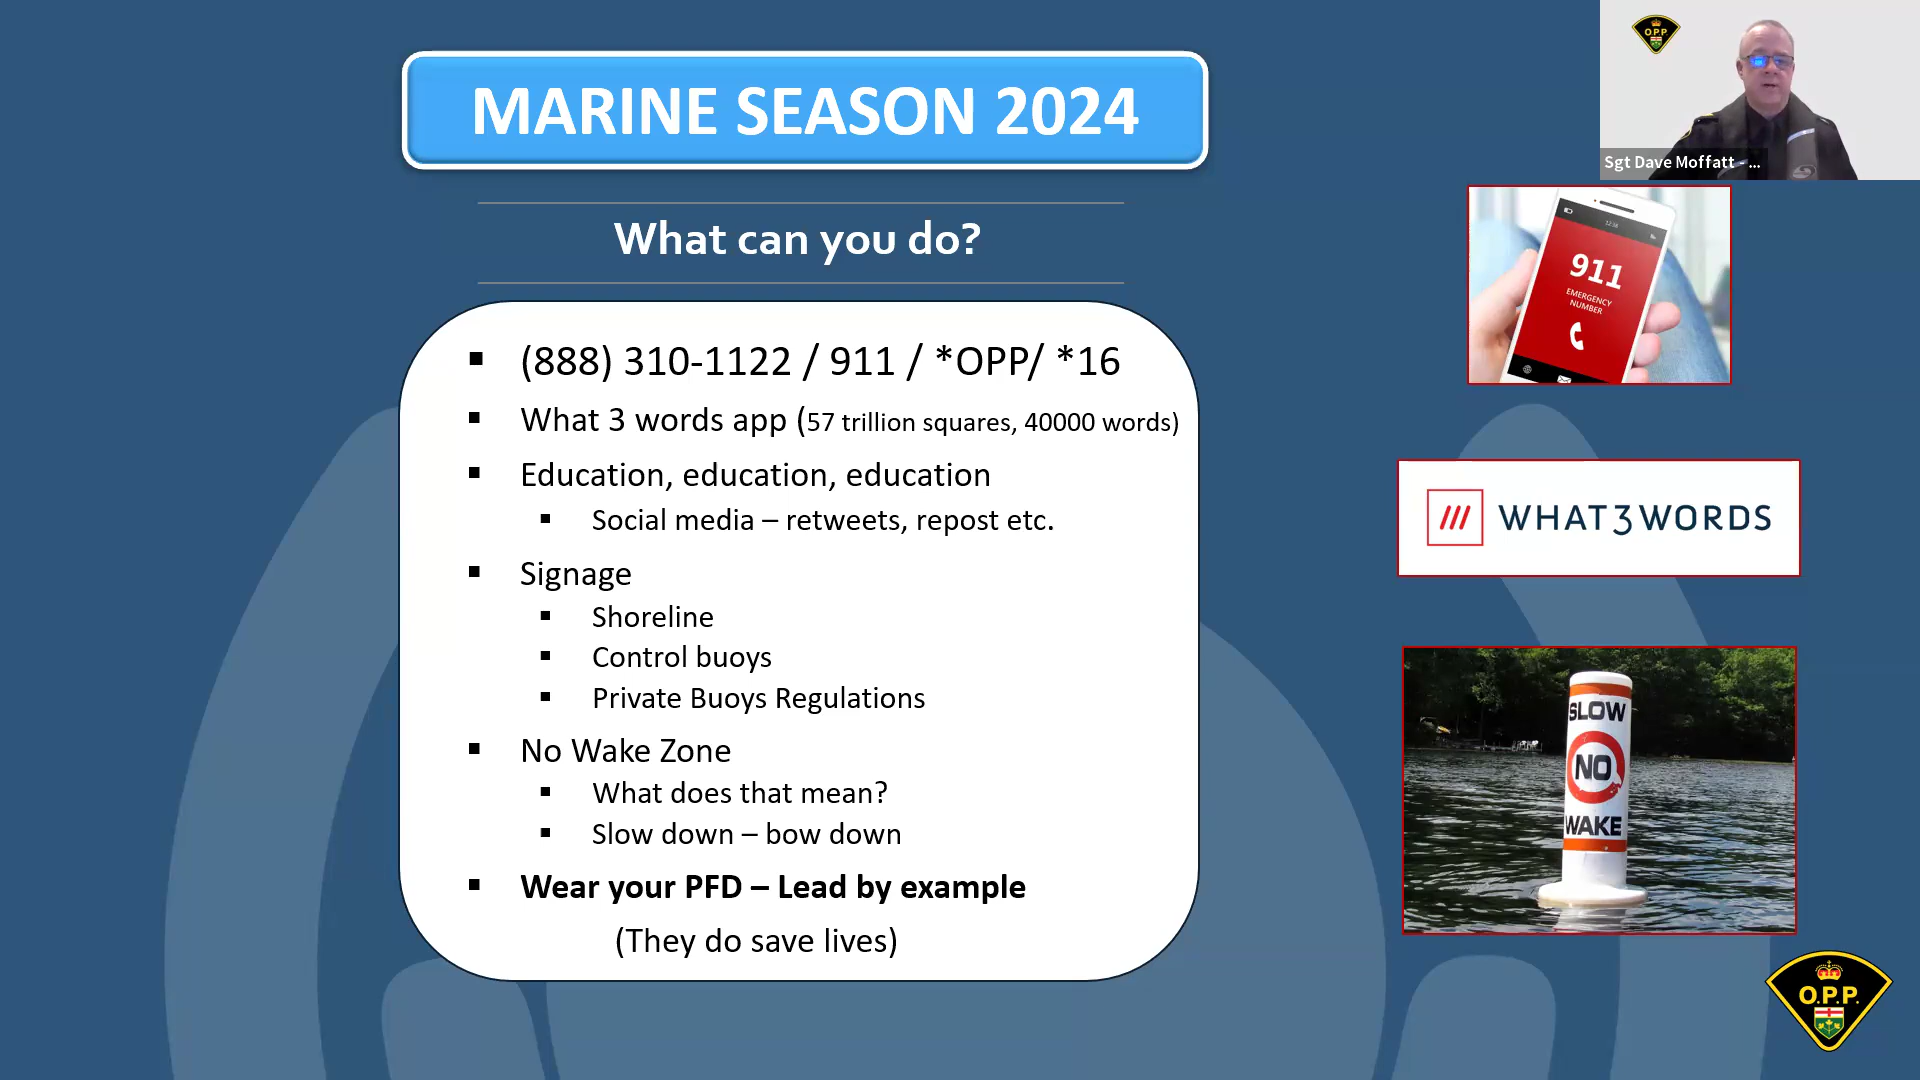 MARINE SEASON 2024
What can you do?
(888) 310-1122 / 911 / *OPP/ *16
What 3 words app (57 trillion squares, 40000 words)
Education, education, education
Social media – retweets, repost etc.
Signage
Shoreline
Control buoys
Private Buoys Regulations
No Wake Zone
What does that mean?
Slow down – bow down
Wear your PFD – Lead by example
(They do save lives)
OPP
Sgt Dave Moffatt - ...
12:38
911
EMERGENCY
NUMBER
WHAT3WORDS
SLOW
NO
WAKE
O.P.P.